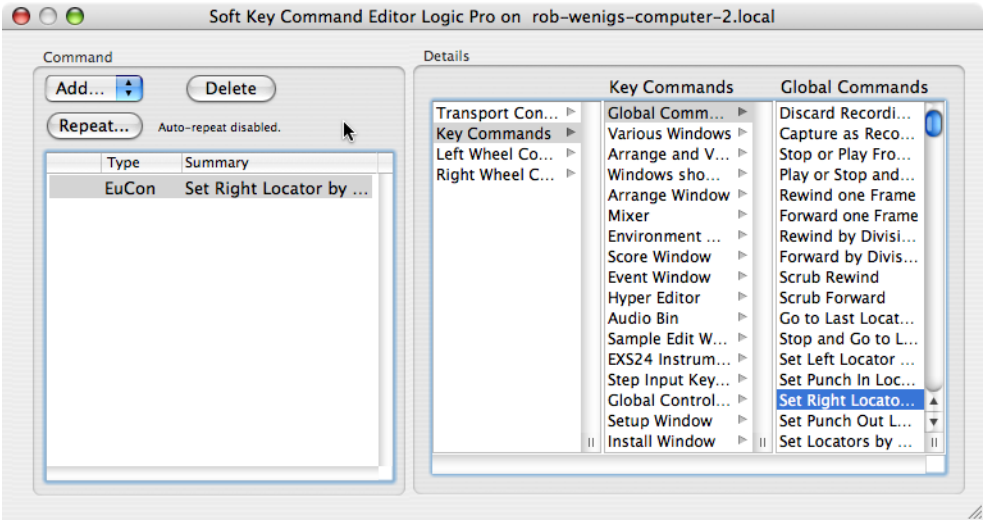 Soft Key Command Editor Logic Pro on rob-wenigs-computer-2.local
Command
Add...
Delete
Repeat...
Auto-repeat disabled.
Type Summary
EuCon Set Right Locator by ...
Details
Key Commands
Global Commands
Transport Con...
Key Commands
Left Wheel Co...
Right Wheel C...
Global Comm...
Various Windows
Arrange and V...
Windows sho...
Arrange Window
Mixer
Environment ...
Score Window
Event Window
Hyper Editor
Audio Bin
Sample Edit W...
EXS24 Instrum...
Step Input Key...
Global Control...
Setup Window
Install Window
Discard Recordi...
Capture as Reco...
Stop or Play Fro...
Play or Stop and...
Rewind one Frame
Forward one Frame
Rewind by Divisi...
Forward by Divis...
Scrub Rewind
Scrub Forward
Go to Last Locat...
Stop and Go to L...
Set Left Locator ...
Set Punch In Loc...
Set Right Locato...
Set Punch Out L...
Set Locators by ...